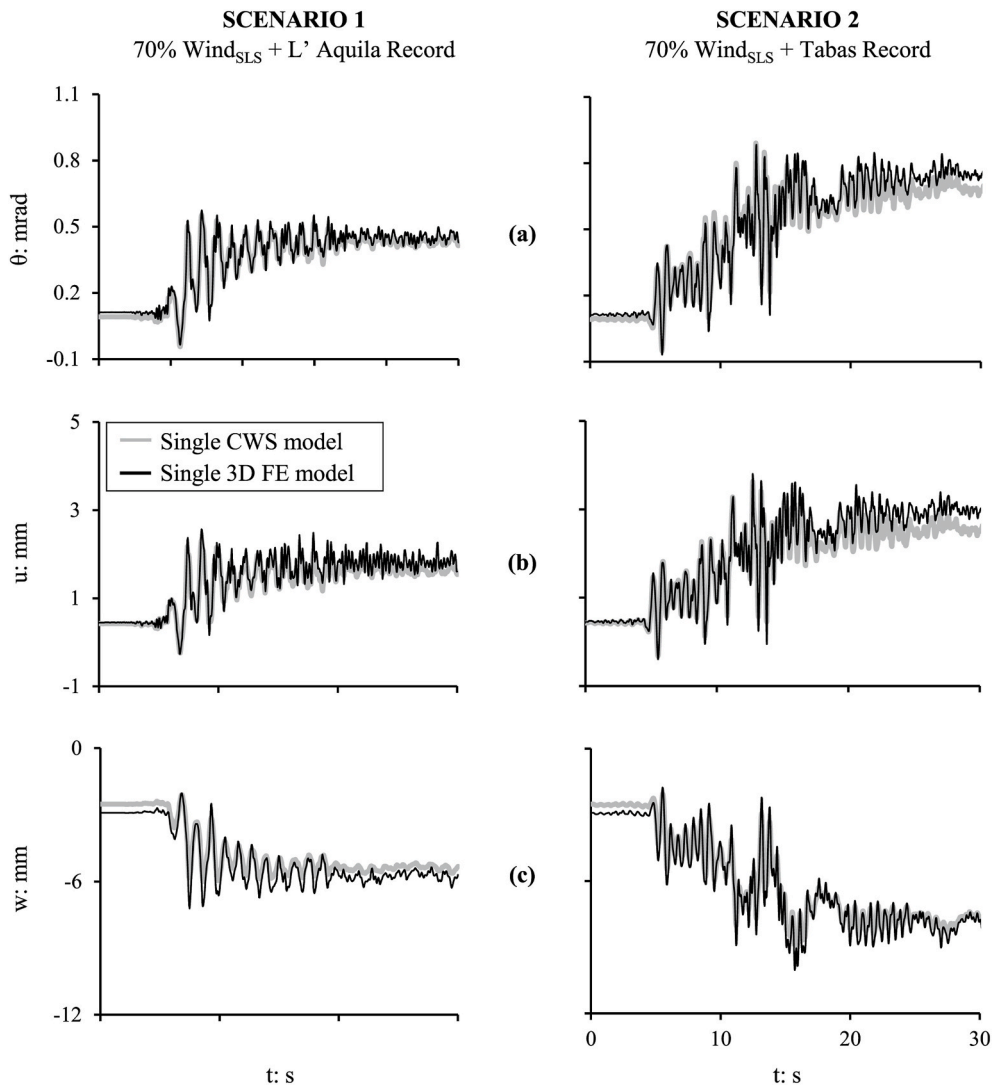 SCENARIO 1
70% WindSLS + L’ Aquila Record
SCENARIO 2
70% WindSLS + Tabas Record
1.1
0.8
0.5
0.2
-0.1
θ: mrad
(a)
5
3
1
-1
u: mm
Single CWS model
Single 3D FE model
(b)
0
-6
-12
w: mm
(c)
0
10
20
30
t: s
t: s